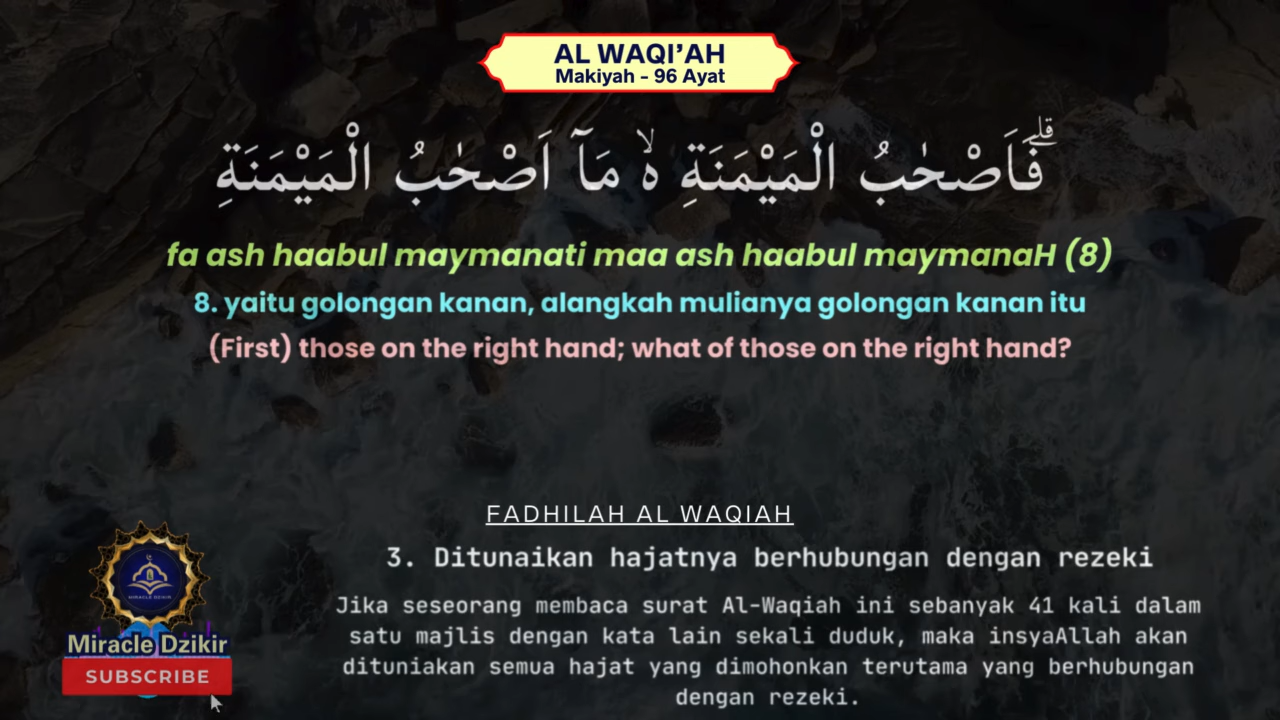 AL WAQI’AH
Makiyah - 96 Ayat
فَاَصْحٰبُ الْمَيْمَنَةِ ەۙ مَآ اَصْحٰبُ الْمَيْمَنَةِۗ
fa ash haabul maymanati maa ash haabul maymanaH (8)
8. yaitu golongan kanan, alangkah mulianya golongan kanan itu
(First) those on the right hand; what of those on the right hand?
FADHILAH AL WAQIAH
3. Ditunaikan hajatnya berhubungan dengan rezeki
Jika seseorang membaca surat Al-Waqiah ini sebanyak 41 kali dalam
satu majlis dengan kata lain sekali duduk, maka insyaAllah akan
dituniakan semua hajat yang dimohonkan terutama yang berhubungan
dengan rezeki.
MIRACLE DZIKIR
Miracle Dzikir
SUBSCRIBE